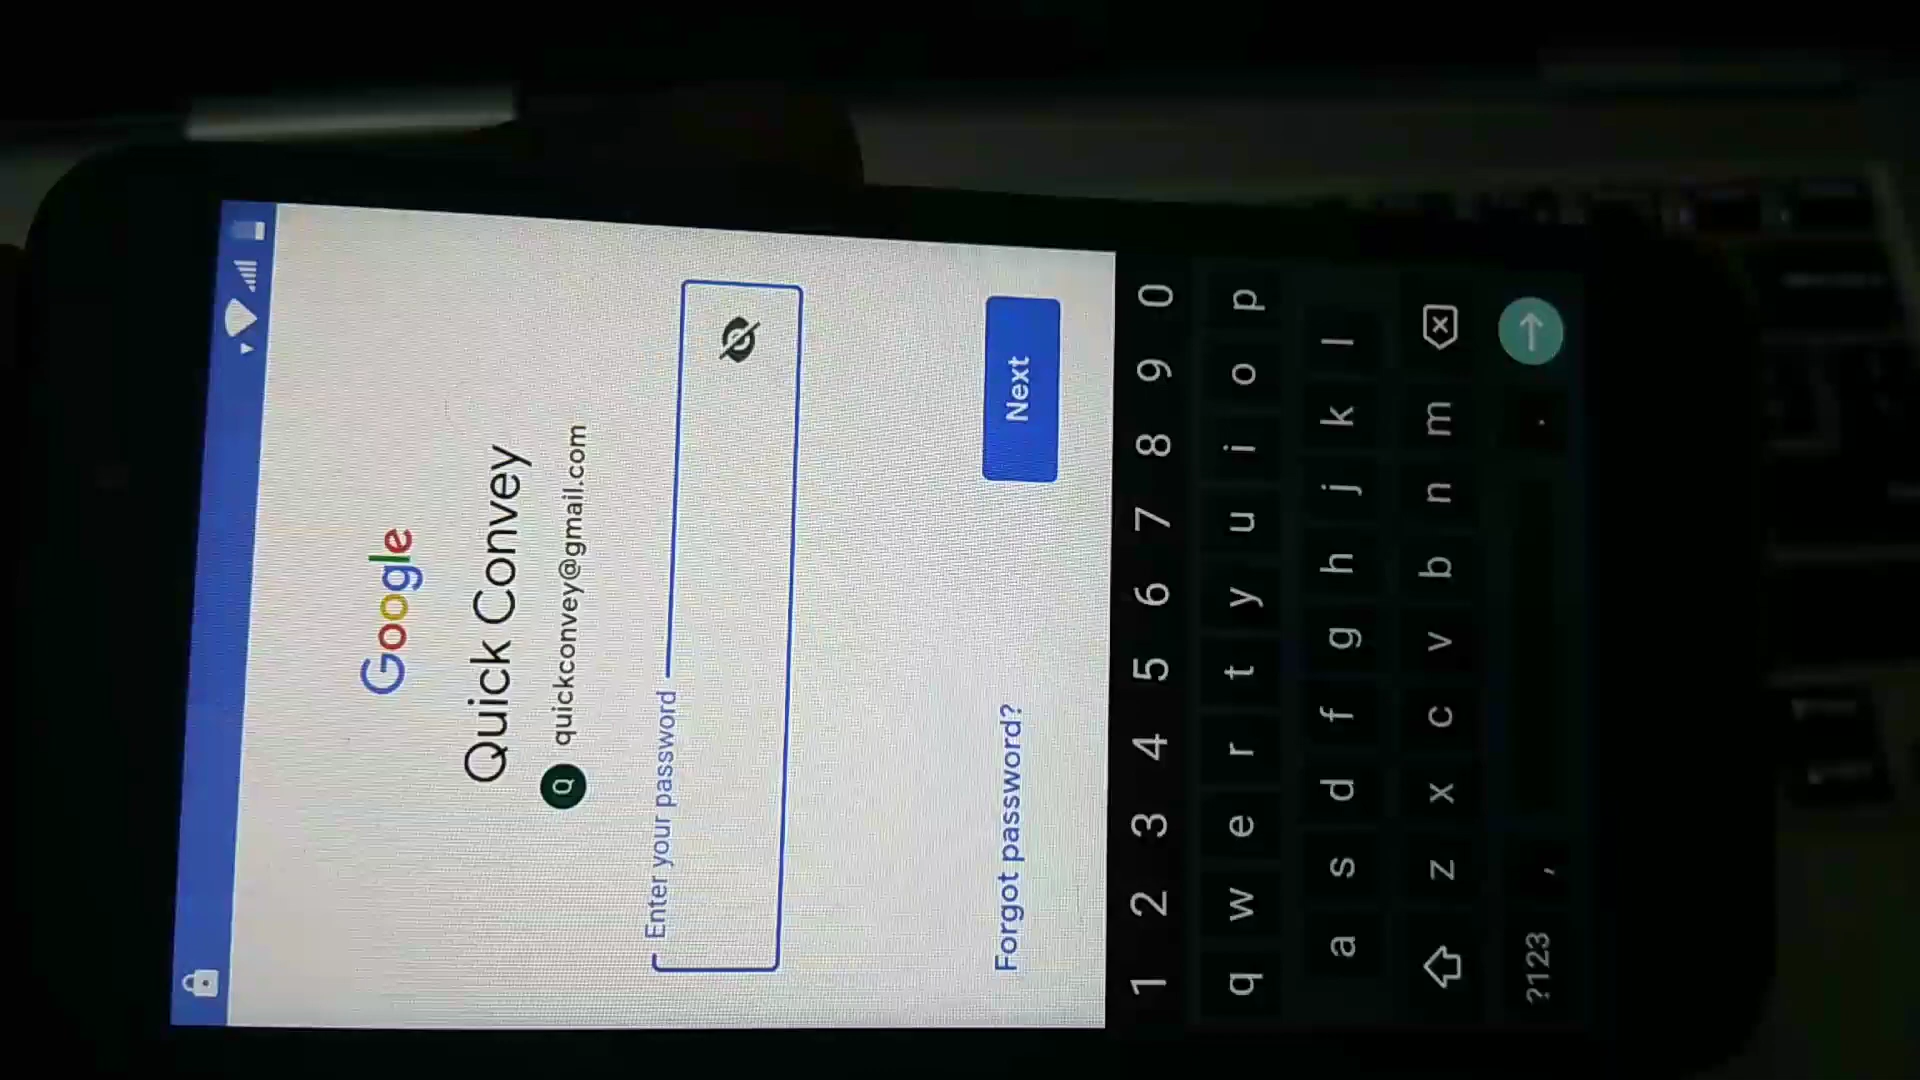 Google
Quick Convey
Q quickconvey@gmail.com
Enter your password
Forgot password? Next
1 2 3 4 5 6 7 8 9 0
q w e r t y u i o p
a s d f g h j k l
z x c v b n m
?123 , .